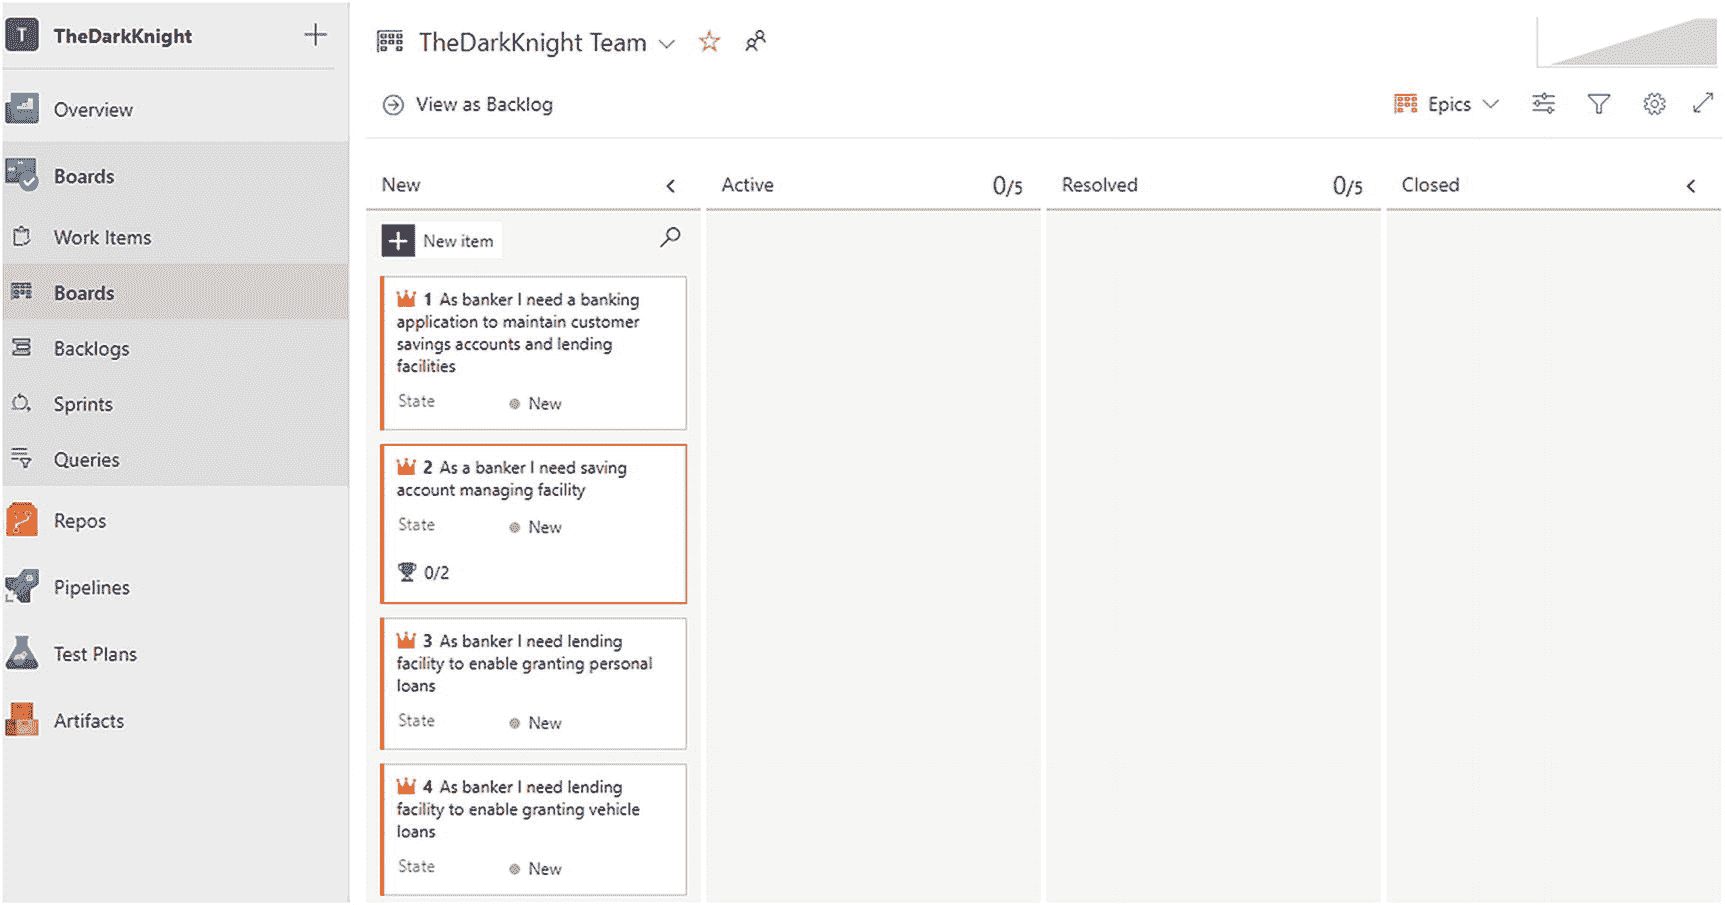 T TheDarkKnight
Overview
Boards
Work Items
Boards
Backlogs
Sprints
Queries
Repos
Pipelines
Test Plans
Artifacts
TheDarkKnight Team
View as Backlog
Epics
New
Active 0/5
Resolved 0/5
Closed
New item
1 As banker I need a banking
application to maintain customer
savings accounts and lending
facilities
State New
2 As a banker I need saving
account managing facility
State New
0/2
3 As banker I need lending
facility to enable granting personal
loans
State New
4 As banker I need lending
facility to enable granting vehicle
loans
State New